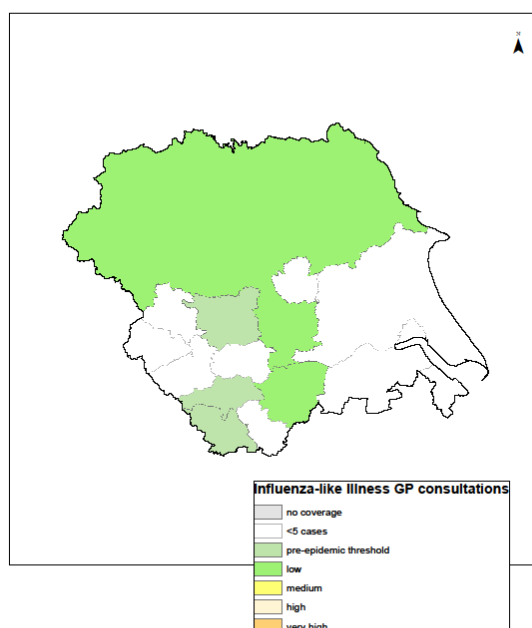 N
Influenza-like Illness GP consultations
no coverage
<5 cases
pre-epidemic threshold
low
medium
high
very high